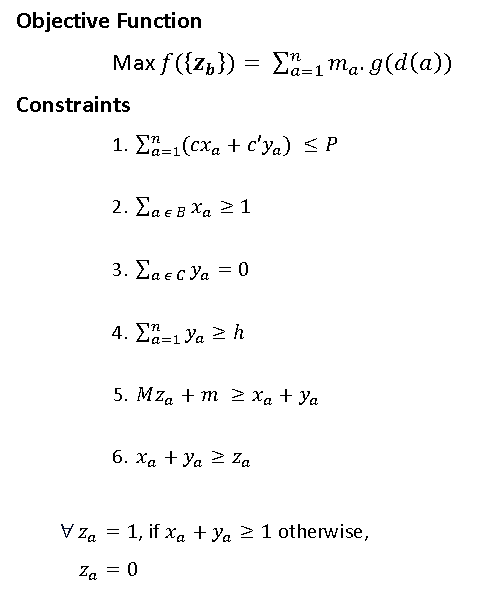 Objective Function
Max f({z_b}) = ∑_{a=1}^{n} m_a. g(d(a))
Constraints
1. ∑_{a=1}^{n}(cx_a + c'y_a) ≤ P
2. ∑_{a ϵ B} x_a ≥ 1
3. ∑_{a ϵ C} y_a = 0
4. ∑_{a=1}^{n} y_a ≥ h
5. Mz_a + m ≥ x_a + y_a
6. x_a + y_a ≥ z_a
∀ z_a = 1, if x_a + y_a ≥ 1 otherwise,
z_a = 0